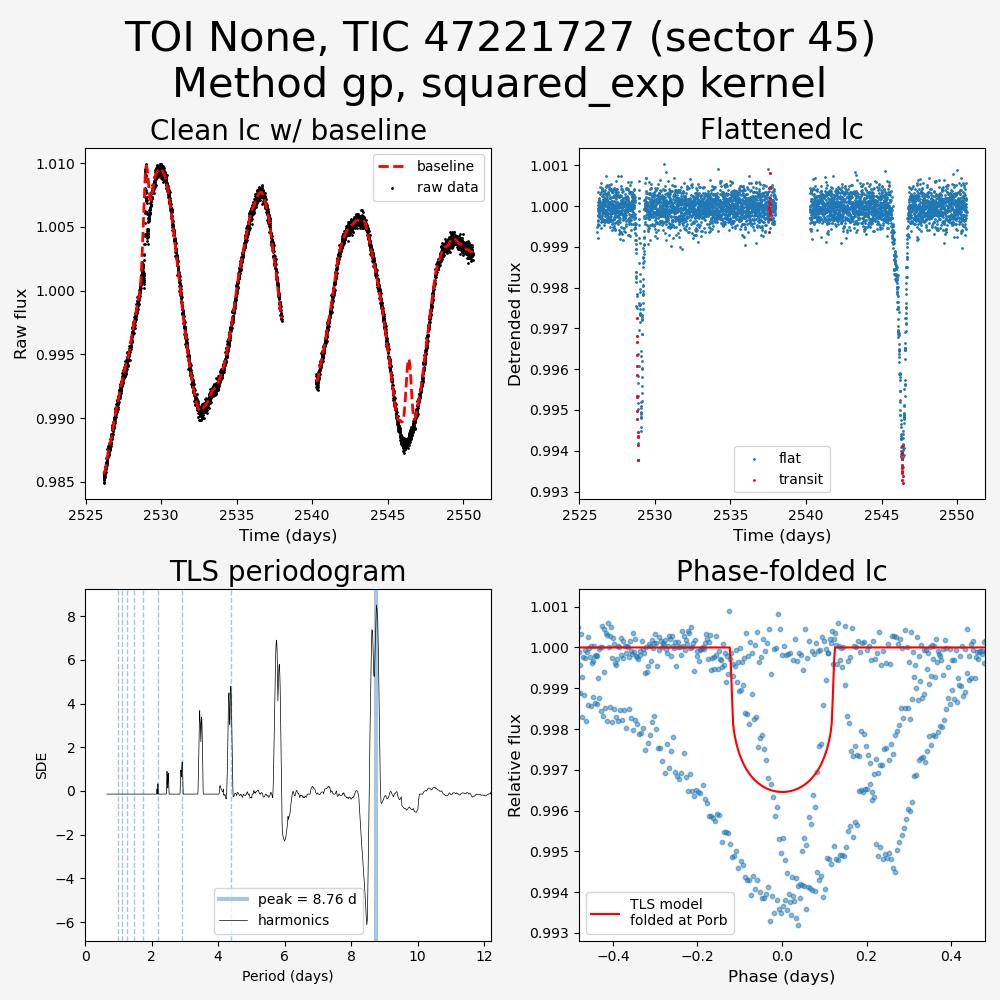 TOI None, TIC 47221727 (sector 45)
Method gp, squared_exp kernel
Clean lc w/ baseline
Raw flux
1.010
1.005
1.000
0.995
0.990
0.985
baseline
raw data
2525 2530 2535 2540 2545 2550
Time (days)
Flattened lc
Detrended flux
1.001
1.000
0.999
0.998
0.997
0.996
0.995
0.994
0.993
flat
transit
2525 2530 2535 2540 2545 2550
Time (days)
TLS periodogram
SDE
8
6
4
2
0
−2
−4
−6
peak = 8.76 d
harmonics
0 2 4 6 8 10 12
Period (days)
Phase-folded lc
Relative flux
1.001
1.000
0.999
0.998
0.997
0.996
0.995
0.994
0.993
TLS model
folded at Porb
−0.4 −0.2 0.0 0.2 0.4
Phase (days)